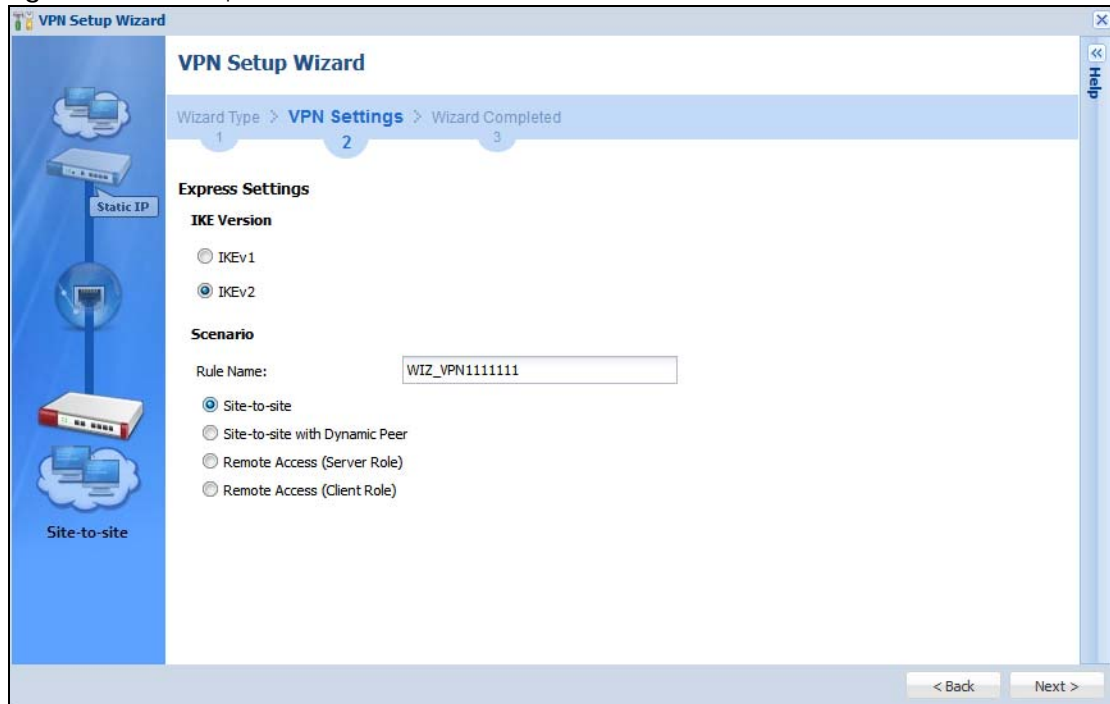 VPN Setup Wizard
Help
VPN Setup Wizard
Wizard Type > VPN Settings > Wizard Completed
1 2 3
Static IP
Express Settings
IKE Version
IKEv1
IKEv2
Scenario
Rule Name: WIZ_VPN1111111
Site-to-site
Site-to-site with Dynamic Peer
Remote Access (Server Role)
Remote Access (Client Role)
Site-to-site
< Back Next >